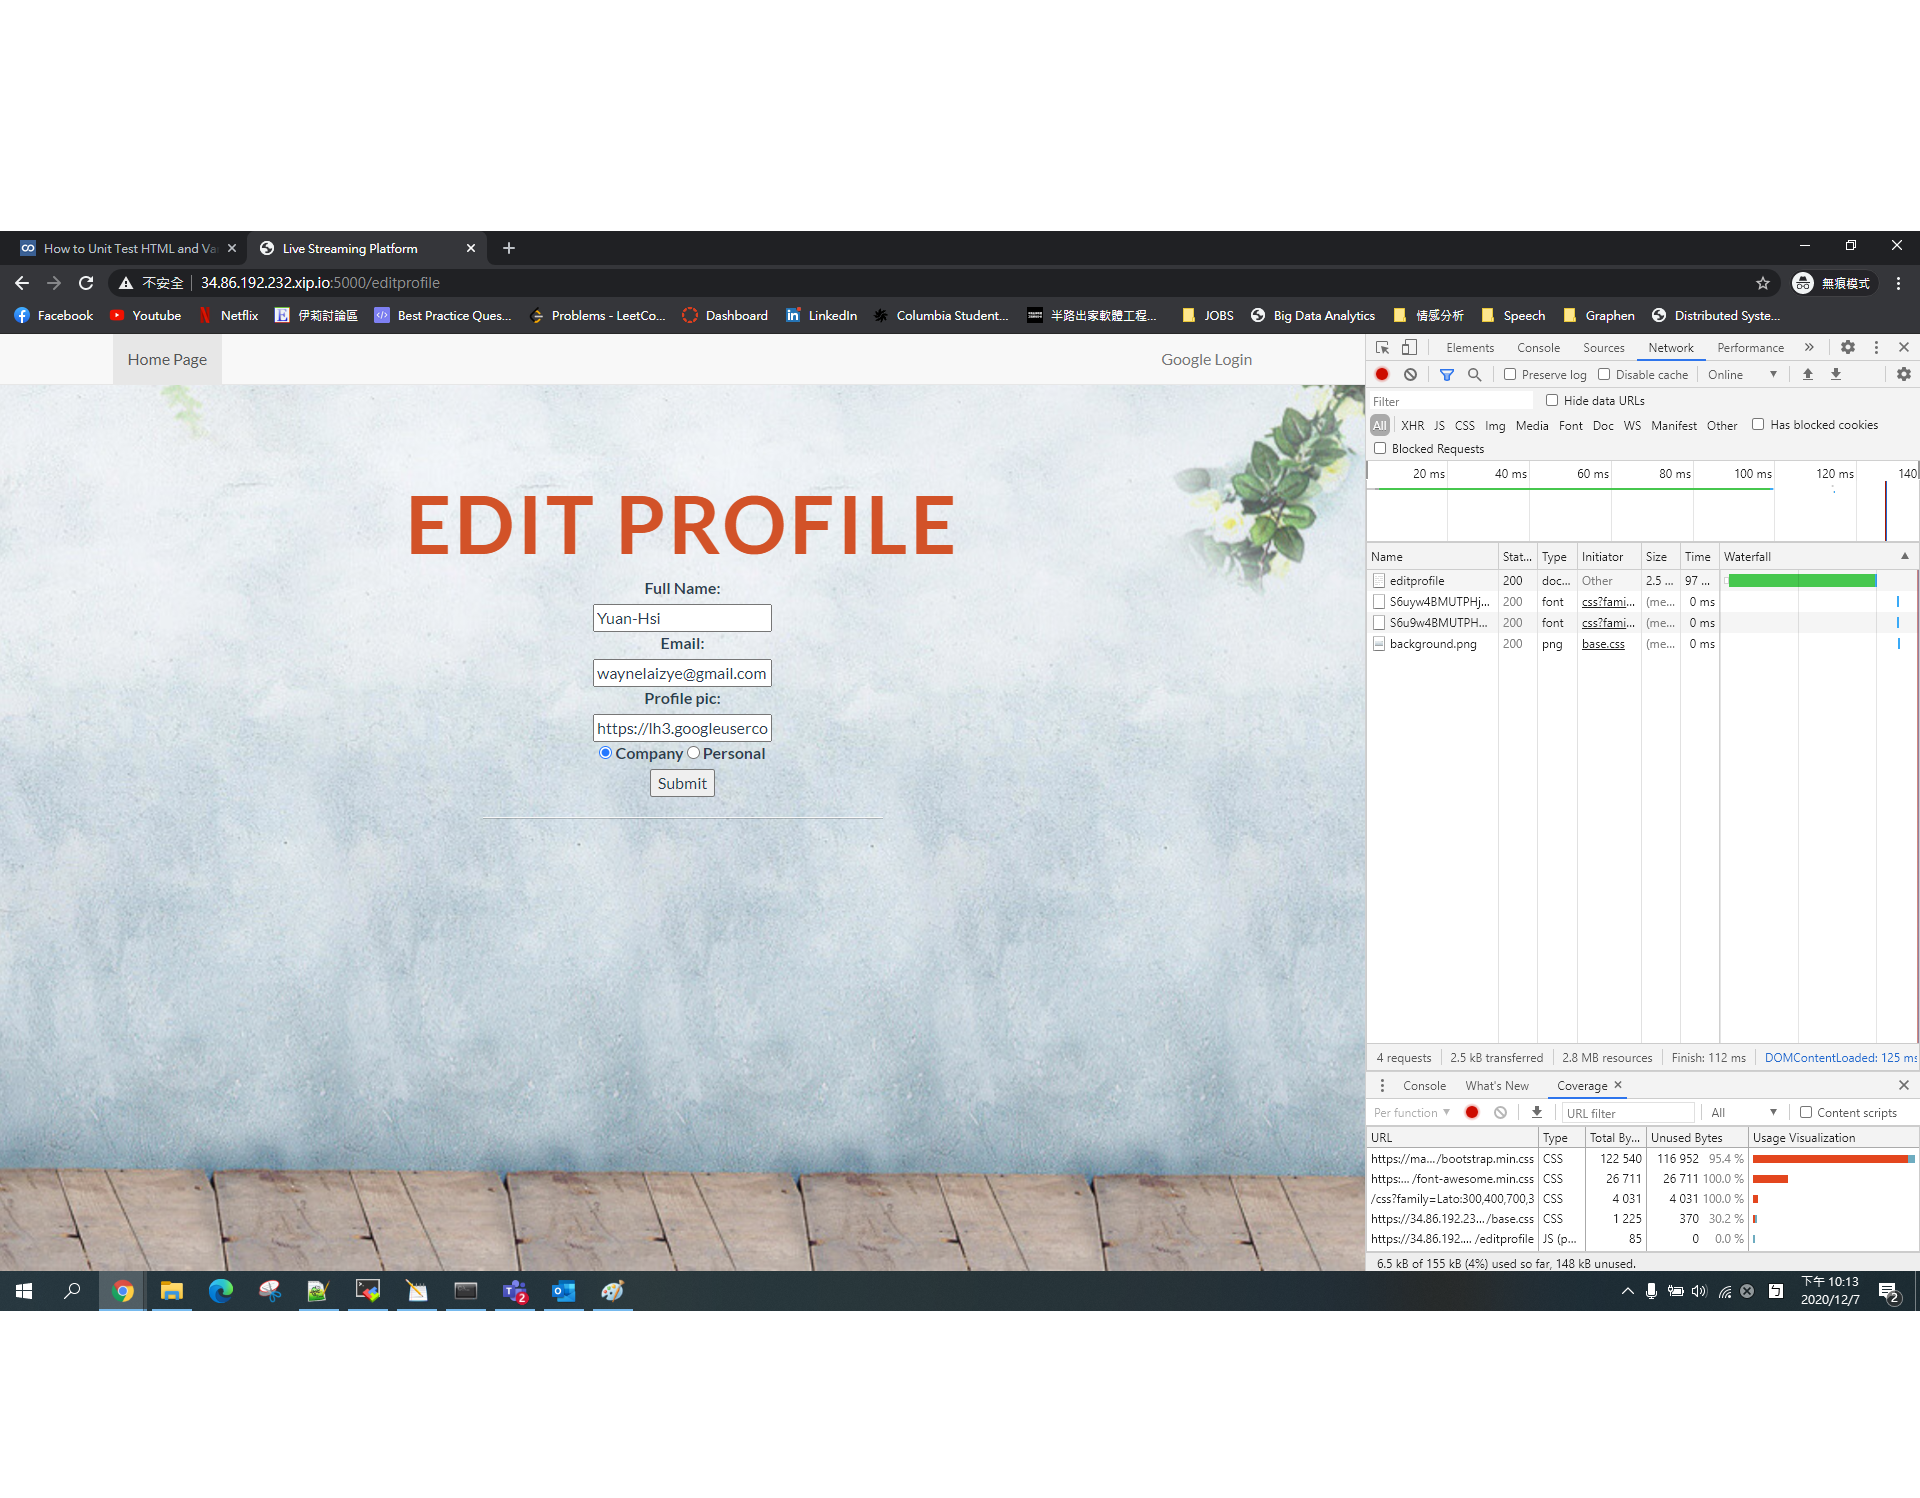 How to Unit Test HTML and Va
Live Streaming Platform
不安全 34.86.192.232.xip.io:5000/editprofile 無痕模式
Facebook Youtube Netflix 伊莉討論區 Best Practice Ques... Problems - LeetCo... Dashboard LinkedIn Columbia Student... 半路出家軟體工程... JOBS Big Data Analytics 情感分析 Speech Graphen Distributed Syste...
Home Page Google Login
EDIT PROFILE
Full Name:
Yuan-Hsi
Email:
waynelaizye@gmail.com
Profile pic:
https://lh3.googleuserco
Company Personal
Submit
Elements Console Sources Network Performance
Preserve log Disable cache Online
Filter Hide data URLs
All XHR JS CSS Img Media Font Doc WS Manifest Other Has blocked cookies
Blocked Requests
20 ms 40 ms 60 ms 80 ms 100 ms 120 ms 140
Name Stat... Type Initiator Size Time Waterfall
editprofile 200 doc... Other 2.5 ... 97 ...
S6uyw4BMUTPHj... 200 font css?fami... (me... 0 ms
S6u9w4BMUTPH... 200 font css?fami... (me... 0 ms
background.png 200 png base.css (me... 0 ms
4 requests 2.5 kB transferred 2.8 MB resources Finish: 112 ms DOMContentLoaded: 125 ms
Console What's New Coverage
Per function URL filter All Content scripts
URL Type Total By... Unused Bytes Usage Visualization
https://ma... /bootstrap.min.css CSS 122 540 116 952 95.4 %
https:... /font-awesome.min.css CSS 26 711 26 711 100.0 %
/css?family=Lato:300,400,700,3 CSS 4 031 4 031 100.0 %
https://34.86.192.23... /base.css CSS 1 225 370 30.2 %
https://34.86.192.... /editprofile JS (p... 85 0 0.0 %
6.5 kB of 155 kB (4%) used so far, 148 kB unused.
下午 10:13
2020/12/7
2
2